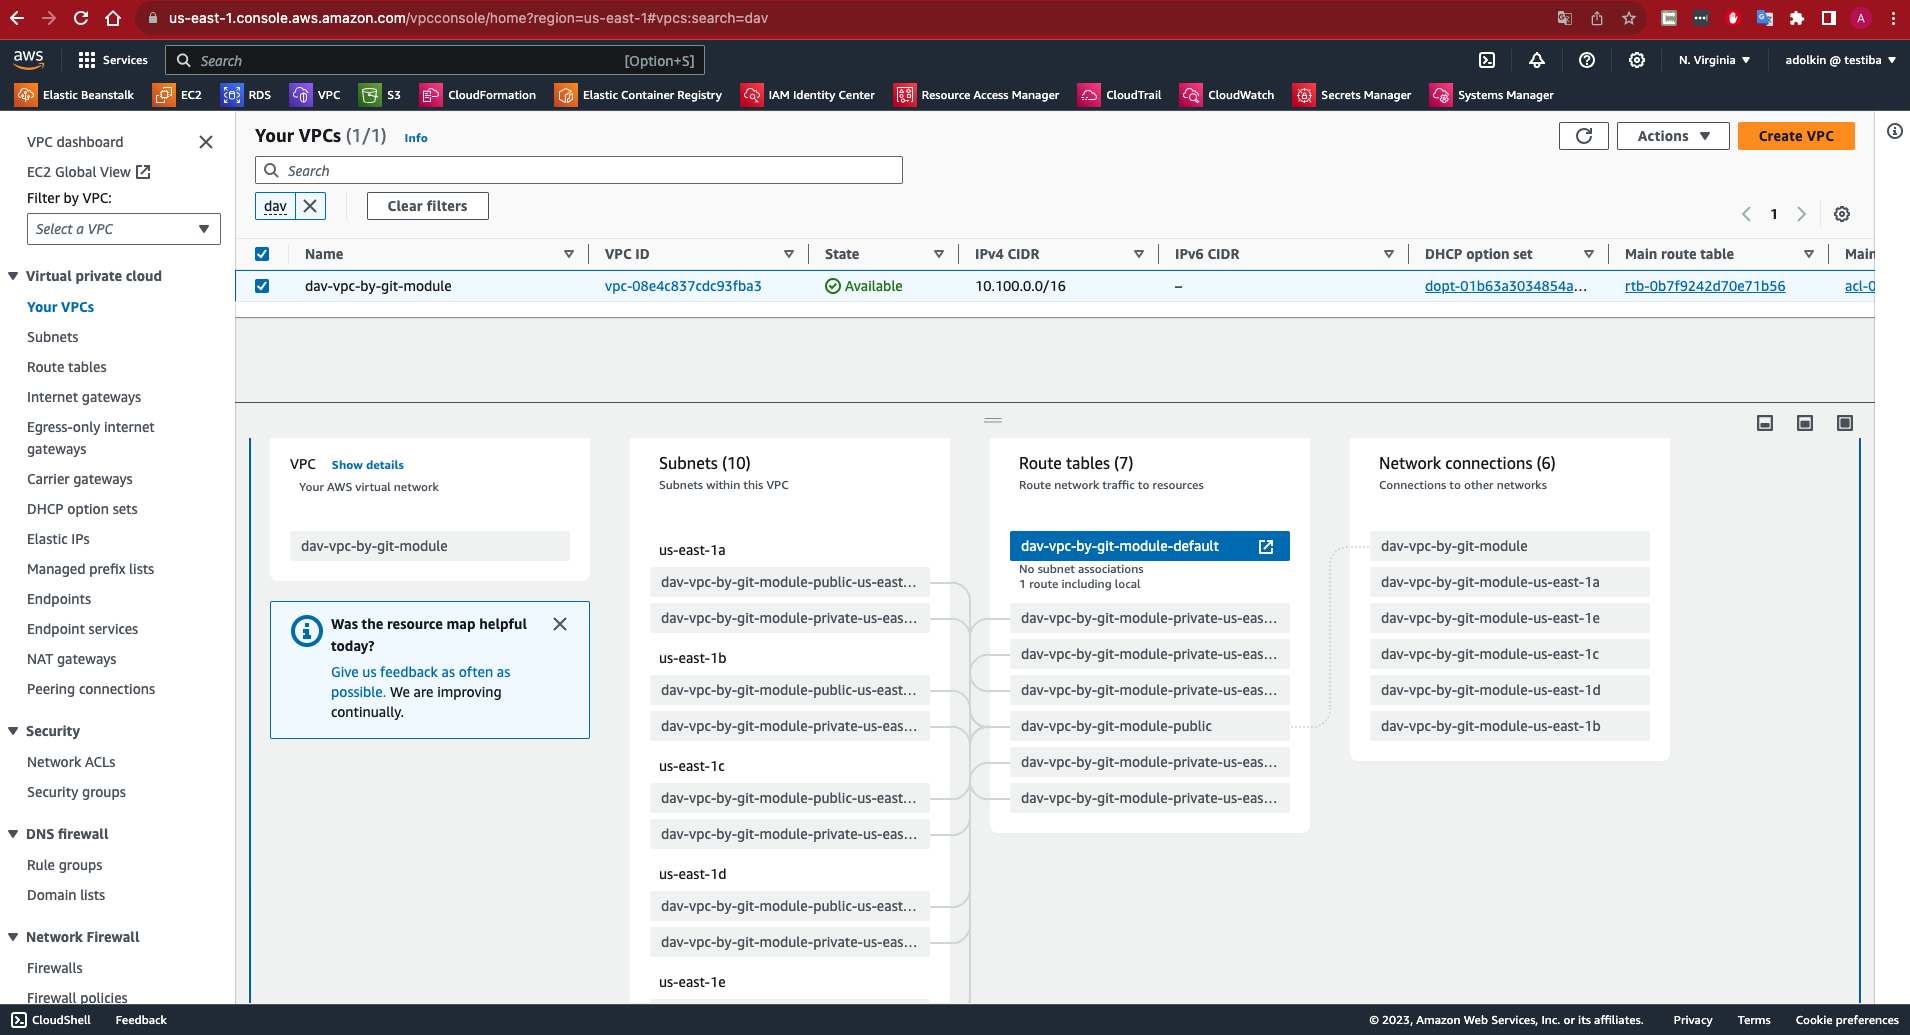 us-east-1.console.aws.amazon.com/vpcconsole/home?region=us-east-1#vpcs:search=dav
A
aws
Services
Search
[Option+S]
N. Virginia
adolkin @ testiba
Elastic Beanstalk
EC2
RDS
VPC
S3
CloudFormation
Elastic Container Registry
IAM Identity Center
Resource Access Manager
CloudTrail
CloudWatch
Secrets Manager
Systems Manager
VPC dashboard
EC2 Global View
Filter by VPC:
Select a VPC
Virtual private cloud
Your VPCs
Subnets
Route tables
Internet gateways
Egress-only internet
gateways
Carrier gateways
DHCP option sets
Elastic IPs
Managed prefix lists
Endpoints
Endpoint services
NAT gateways
Peering connections
Security
Network ACLs
Security groups
DNS firewall
Rule groups
Domain lists
Network Firewall
Firewalls
Firewall policies
Your VPCs (1/1) Info
Actions
Create VPC
Search
dav
Clear filters
1
Name VPC ID State IPv4 CIDR IPv6 CIDR DHCP option set Main route table Main
dav-vpc-by-git-module vpc-08e4c837cdc93fba3 Available 10.100.0.0/16 – dopt-01b63a3034854a... rtb-0b7f9242d70e71b56 acl-0
VPC Show details
Your AWS virtual network
dav-vpc-by-git-module
Was the resource map helpful
today?
Give us feedback as often as
possible. We are improving
continually.
Subnets (10)
Subnets within this VPC
us-east-1a
dav-vpc-by-git-module-public-us-east...
dav-vpc-by-git-module-private-us-eas...
us-east-1b
dav-vpc-by-git-module-public-us-east...
dav-vpc-by-git-module-private-us-eas...
us-east-1c
dav-vpc-by-git-module-public-us-east...
dav-vpc-by-git-module-private-us-eas...
us-east-1d
dav-vpc-by-git-module-public-us-east...
dav-vpc-by-git-module-private-us-eas...
us-east-1e
Route tables (7)
Route network traffic to resources
dav-vpc-by-git-module-default
No subnet associations
1 route including local
dav-vpc-by-git-module-private-us-eas...
dav-vpc-by-git-module-private-us-eas...
dav-vpc-by-git-module-private-us-eas...
dav-vpc-by-git-module-public
dav-vpc-by-git-module-private-us-eas...
dav-vpc-by-git-module-private-us-eas...
Network connections (6)
Connections to other networks
dav-vpc-by-git-module
dav-vpc-by-git-module-us-east-1a
dav-vpc-by-git-module-us-east-1e
dav-vpc-by-git-module-us-east-1c
dav-vpc-by-git-module-us-east-1d
dav-vpc-by-git-module-us-east-1b
CloudShell
Feedback
© 2023, Amazon Web Services, Inc. or its affiliates.
Privacy
Terms
Cookie preferences